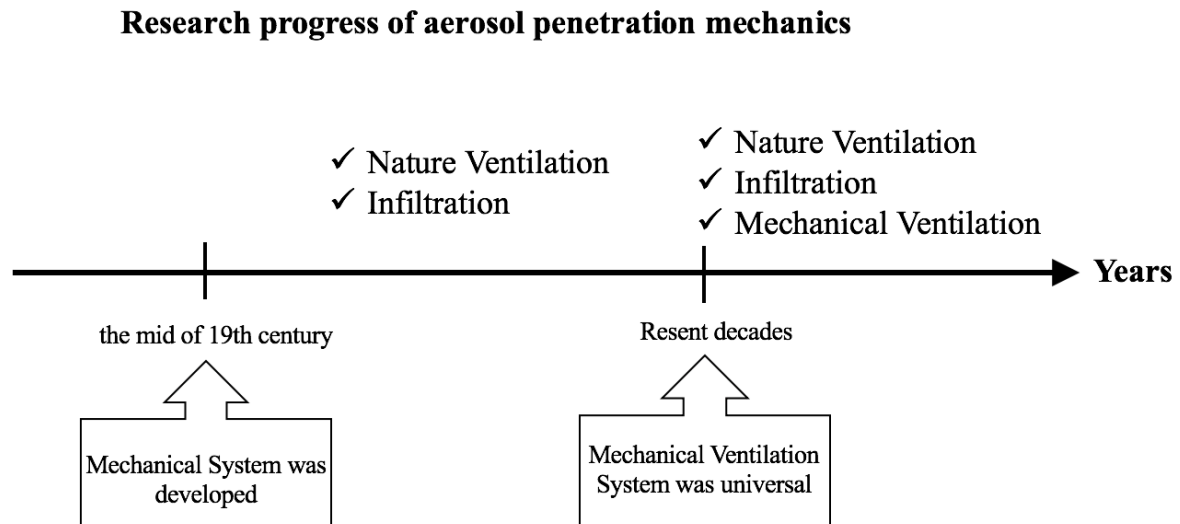 Research progress of aerosol penetration mechanics
✓ Nature Ventilation
✓ Infiltration
✓ Nature Ventilation
✓ Infiltration
✓ Mechanical Ventilation
Years
the mid of 19th century
Resent decades
Mechanical System was
developed
Mechanical Ventilation
System was universal